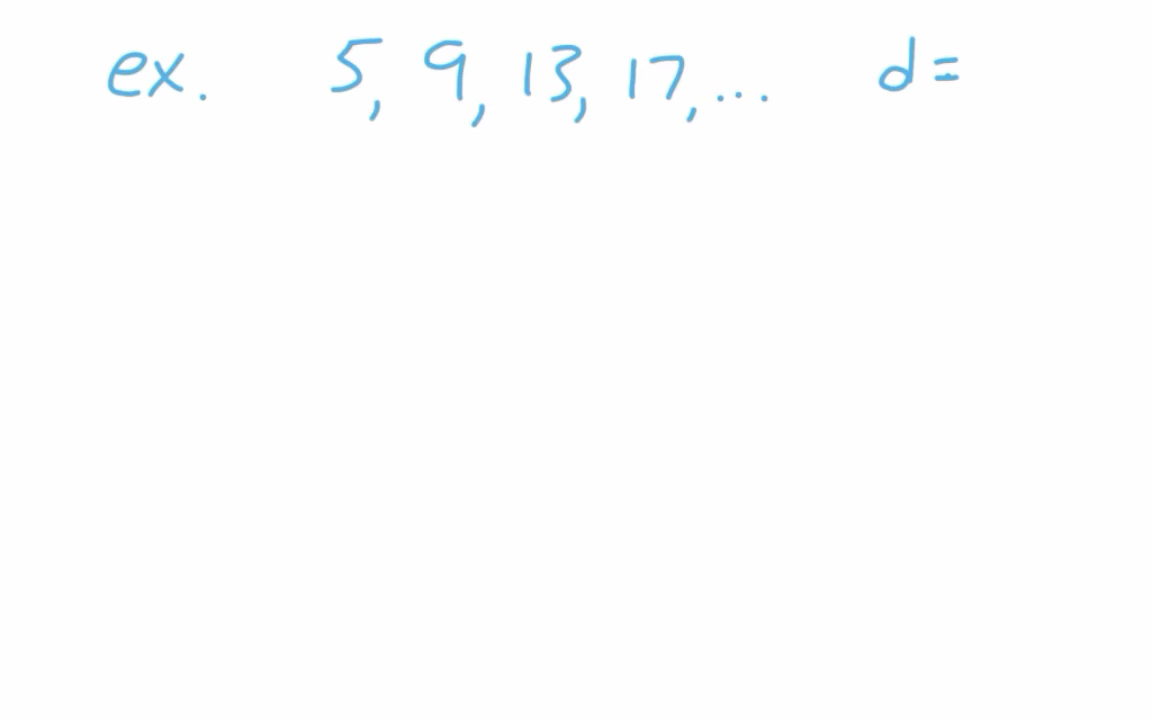 ex. 5, 9, 13, 17, ... d =